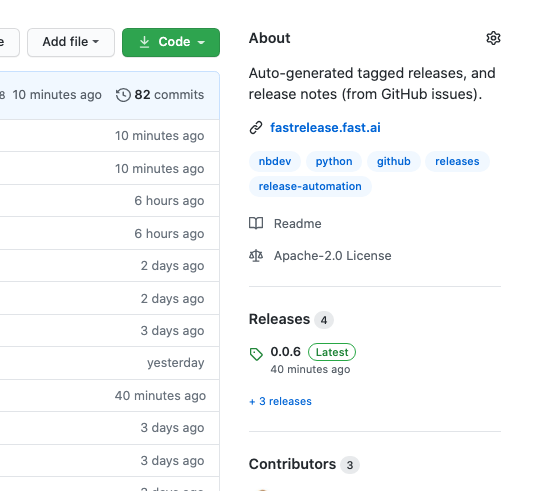 e
Add file
Code
8 10 minutes ago
82 commits
10 minutes ago
10 minutes ago
6 hours ago
6 hours ago
2 days ago
2 days ago
3 days ago
yesterday
40 minutes ago
3 days ago
3 days ago
3 days ago
About
Auto-generated tagged releases, and
release notes (from GitHub issues).
fastrelease.fast.ai
nbdev python github releases
release-automation
Readme
Apache-2.0 License
Releases 4
0.0.6 Latest
40 minutes ago
+ 3 releases
Contributors 3